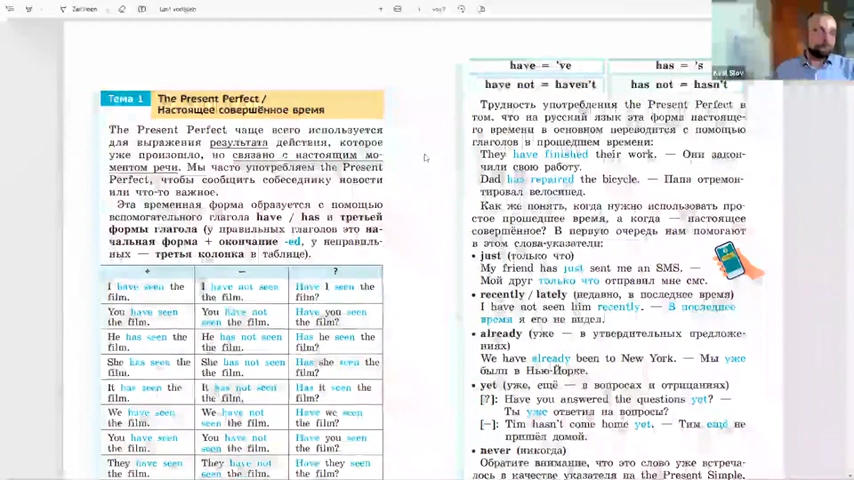 Тема 1
The Present Perfect /
Настоящее совершённое время
The Present Perfect чаще всего используется
для выражения результата действия, которое
уже произошло, но связано с настоящим мо-
ментом речи. Мы часто употребляем the Present
Perfect, чтобы сообщить собеседнику новости
или что-то важное.
Эта временная форма образуется с помощью
вспомогательного глагола have / has и третьей
формы глагола (у правильных глаголов это на-
чальная форма + окончание -ed, у неправиль-
ных — третья колонка в таблице).
+ – ?
I have seen the film. I have not seen the film. Have I seen the film?
You have seen the film. You have not seen the film. Have you seen the film?
He has seen the film. He has not seen the film. Has he seen the film?
She has seen the film. She has not seen the film. Has she seen the film?
It has seen the film. It has not seen the film. Has it seen the film?
We have seen the film. We have not seen the film. Have we seen the film?
You have seen the film. You have not seen the film. Have you seen the film?
They have seen the film. They have not seen the film. Have they seen the film?
have = 've has = 's
have not = haven't has not = hasn't
Трудность употребления the Present Perfect в
том, что на русский язык эта форма настояще-
го времени в основном переводится с помощью
глаголов в прошедшем времени:
They have finished their work. — Они закон-
чили свою работу.
Dad has repaired the bicycle. — Папа отремон-
тировал велосипед.
Как же понять, когда нужно использовать про-
стое прошедшее время, а когда — настоящее
совершённое? В первую очередь нам помогают
в этом слова-указатели:
• just (только что)
My friend has just sent me an SMS. —
Мой друг только что отправил мне смс.
• recently / lately (недавно, в последнее время)
I have not seen him recently. — В последнее
время я его не видел.
• already (уже — в утвердительных предложе-
ниях)
We have already been to New York. — Мы уже
были в Нью-Йорке.
• yet (уже, ещё — в вопросах и отрицаниях)
[?]: Have you answered the questions yet? —
Ты уже ответил на вопросы?
[–]: Tim hasn't come home yet. — Тим ещё не
пришёл домой.
• never (никогда)
Обратите внимание, что это слово уже встреча-
лось в качестве указателя на the Present Simple,